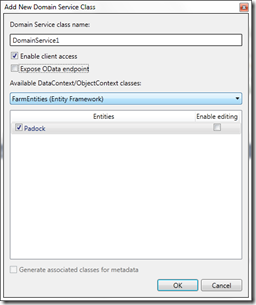 Add New Domain Service Class
Domain Service class name:
DomainService1
Enable client access
Expose OData endpoint
Available DataContext/ObjectContext classes:
FarmEntities (Entity Framework)
Entities Enable editing
Padock
Generate associated classes for metadata
OK Cancel